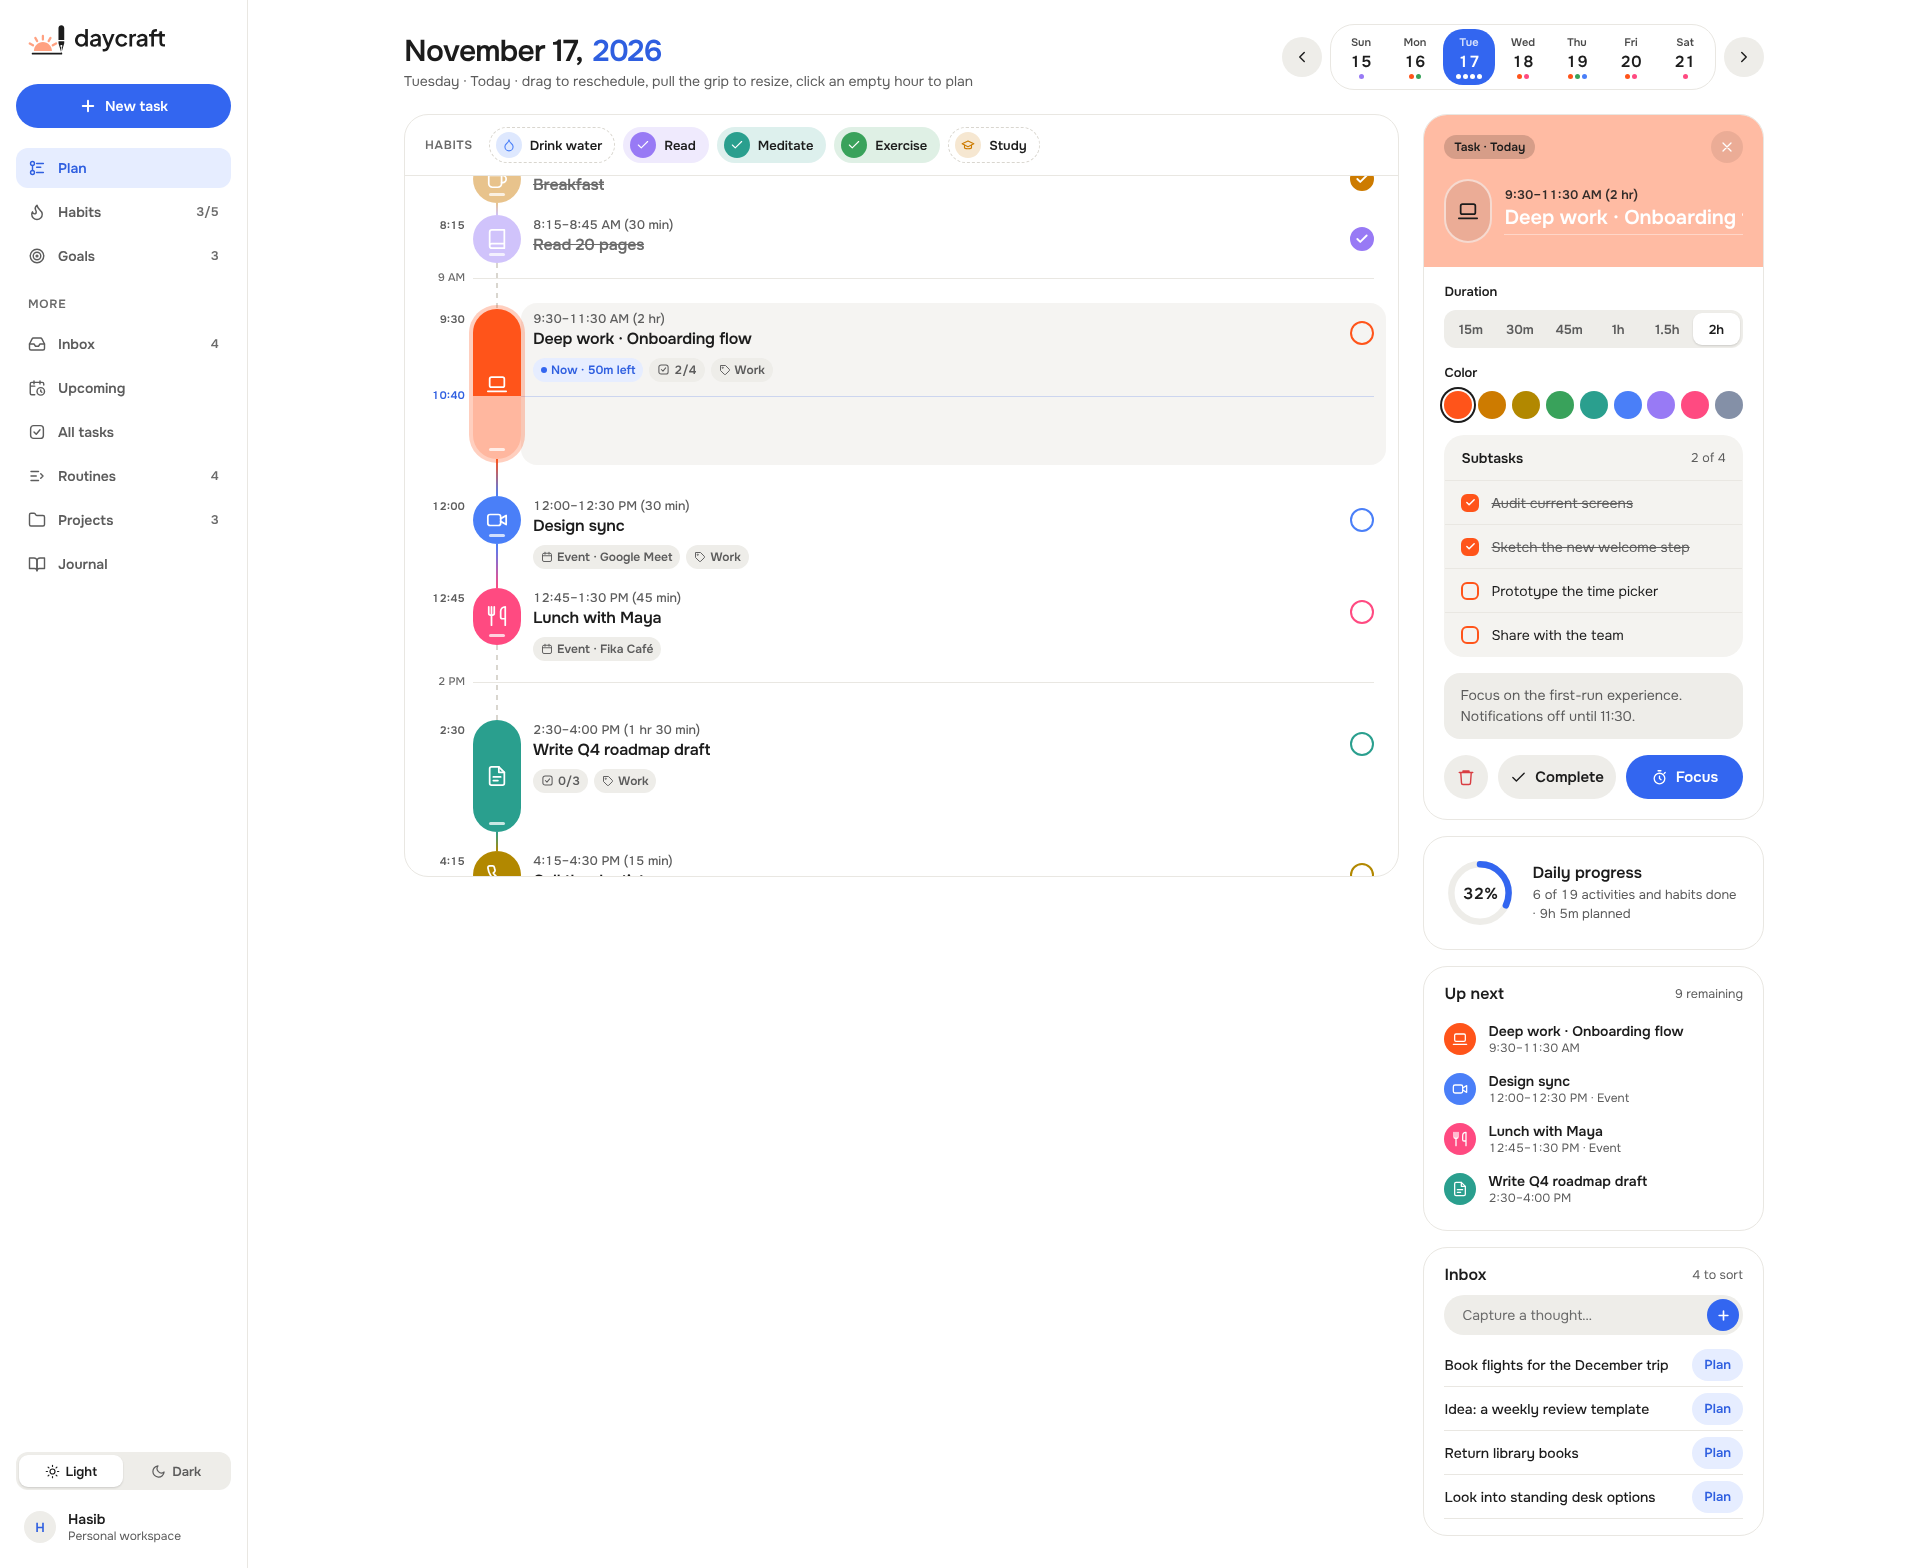 daycraft
New task
Plan
Habits 3/5
Goals 3
MORE
Inbox 4
Upcoming
All tasks
Routines 4
Projects 3
Journal
Light Dark
H
Hasib
Personal workspace
November 17, 2026
Tuesday · Today · drag to reschedule, pull the grip to resize, click an empty hour to plan
Sun Mon Tue Wed Thu Fri Sat
15 16 17 18 19 20 21
HABITS Drink water Read Meditate Exercise Study
Breakfast
8:15 8:15–8:45 AM (30 min)
Read 20 pages
9 AM
9:30 9:30–11:30 AM (2 hr)
Deep work · Onboarding flow
Now · 50m left 2/4 Work
10:40
12:00 12:00–12:30 PM (30 min)
Design sync
Event · Google Meet Work
12:45 12:45–1:30 PM (45 min)
Lunch with Maya
Event · Fika Café
2 PM
2:30 2:30–4:00 PM (1 hr 30 min)
Write Q4 roadmap draft
0/3 Work
4:15 4:15–4:30 PM (15 min)
Task · Today
9:30–11:30 AM (2 hr)
Deep work · Onboarding
Duration
15m 30m 45m 1h 1.5h 2h
Color
Subtasks 2 of 4
Audit current screens
Sketch the new welcome step
Prototype the time picker
Share with the team
Focus on the first-run experience.
Notifications off until 11:30.
Complete Focus
32%
Daily progress
6 of 19 activities and habits done
· 9h 5m planned
Up next 9 remaining
Deep work · Onboarding flow
9:30–11:30 AM
Design sync
12:00–12:30 PM · Event
Lunch with Maya
12:45–1:30 PM · Event
Write Q4 roadmap draft
2:30–4:00 PM
Inbox 4 to sort
Capture a thought...
Book flights for the December trip Plan
Idea: a weekly review template Plan
Return library books Plan
Look into standing desk options Plan